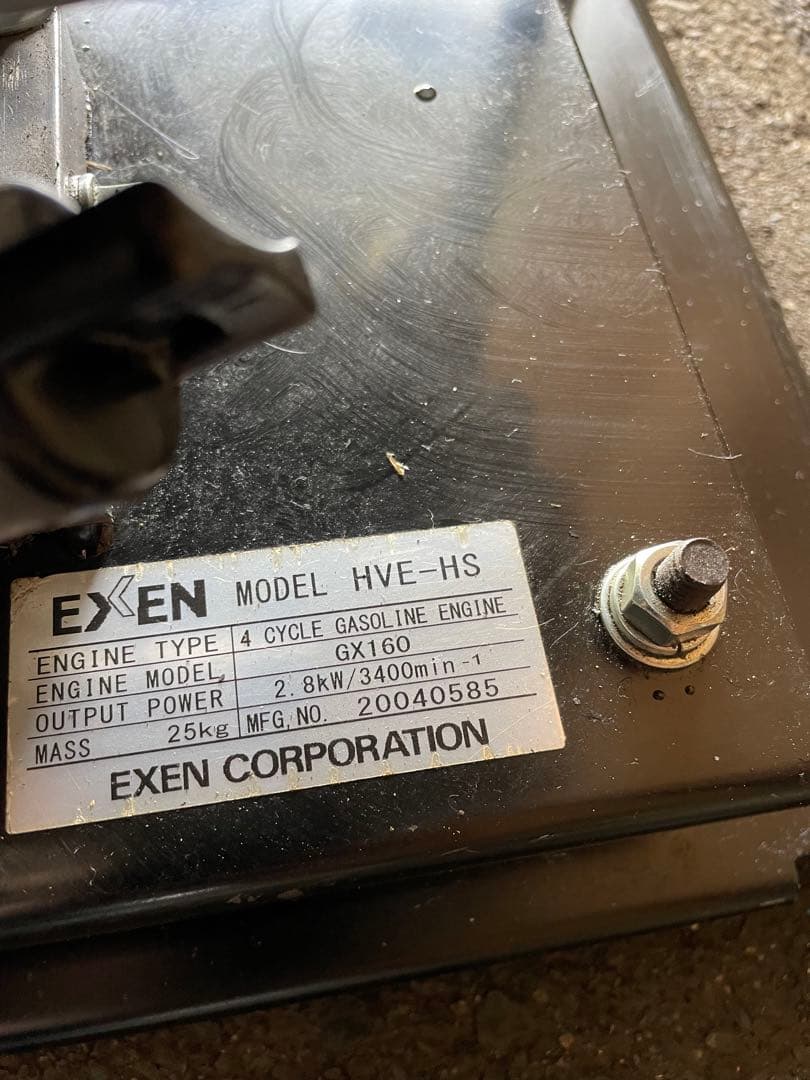 EXEN MODEL HVE-HS
ENGINE TYPE 4 CYCLE GASOLINE ENGINE
ENGINE MODEL GX160
OUTPUT POWER 2.8kW/3400min-1
MASS 25kg MFG,NO. 20040585
EXEN CORPORATION